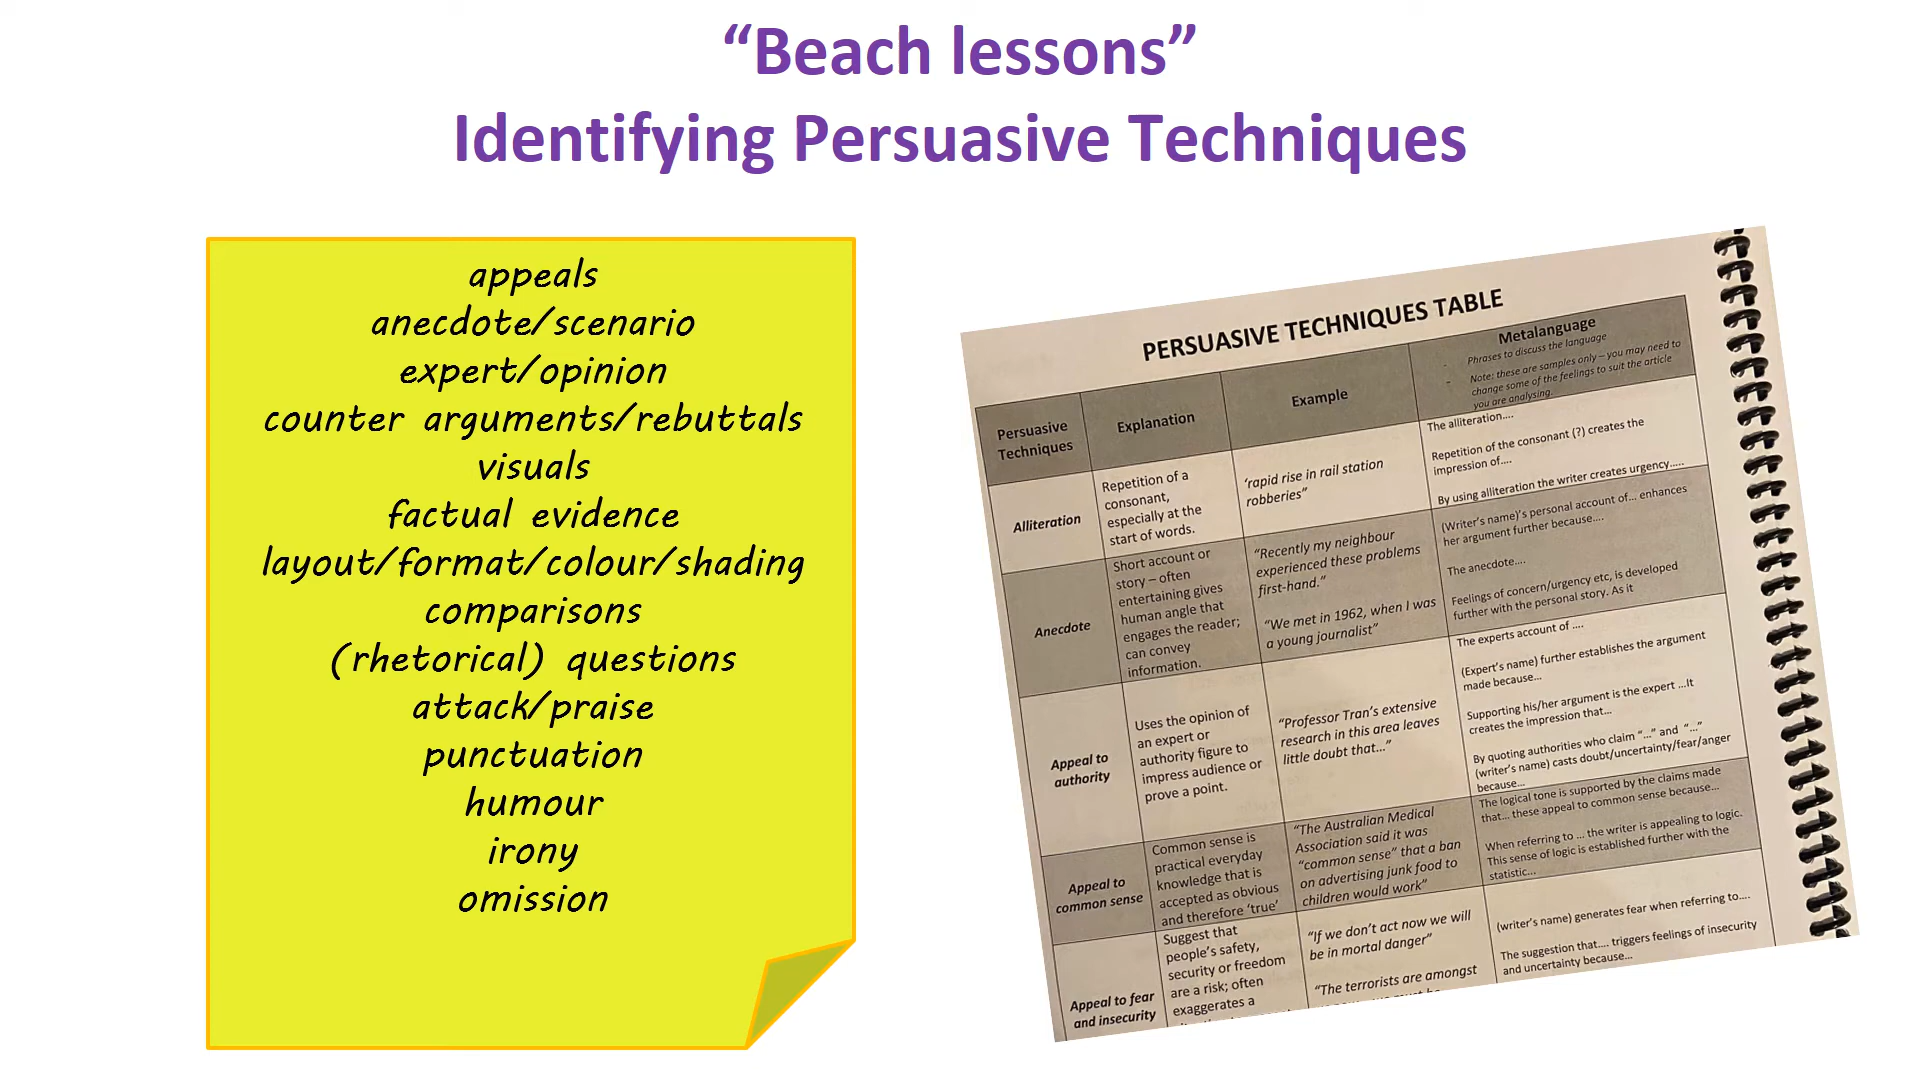 “Beach lessons”
Identifying Persuasive Techniques
appeals
anecdote/scenario
expert/opinion
counter arguments/rebuttals
visuals
factual evidence
layout/format/colour/shading
comparisons
(rhetorical) questions
attack/praise
punctuation
humour
irony
omission
PERSUASIVE TECHNIQUES TABLE
Persuasive
Techniques
Explanation
Example
Metalanguage
- Phrases to discuss the language
- Note: these are samples only – you may need to
change some of the feelings to suit the article
you are analysing.
Alliteration
Repetition of a
consonant,
especially at the
start of words.
‘rapid rise in rail station
robberies”
The alliteration....
Repetition of the consonant (?) creates the
impression of....
By using alliteration the writer creates urgency.....
Anecdote
Short account or
story – often
entertaining gives
human angle that
engages the reader;
can convey
information.
“Recently my neighbour
experienced these problems
first-hand.”
“We met in 1962, when I was
a young journalist”
(Writer’s name)’s personal account of... enhances
her argument further because....
The anecdote....
Feelings of concern/urgency etc, is developed
further with the personal story. As it
Appeal to
authority
Uses the opinion of
an expert or
authority figure to
impress audience or
prove a point.
“Professor Tran’s extensive
research in this area leaves
little doubt that...”
The experts account of ....
(Expert’s name) further establishes the argument
made because...
Supporting his/her argument is the expert ...It
creates the impression that...
By quoting authorities who claim “...” and “...”
(writer’s name) casts doubt/uncertainty/fear/anger
because...
Appeal to
common sense
Common sense is
practical everyday
knowledge that is
accepted as obvious
and therefore ‘true’
“The Australian Medical
Association said it was
“common sense” that a ban
on advertising junk food to
children would work”
The logical tone is supported by the claims made
that... these appeal to common sense because...
When referring to ... the writer is appealing to logic.
This sense of logic is established further with the
statistic...
Appeal to fear
and insecurity
Suggest that
people’s safety,
security or freedom
are a risk; often
exaggerates a
“If we don’t act now we will
be in mortal danger”
“The terrorists are amongst
(writer’s name) generates fear when referring to....
The suggestion that.... triggers feelings of insecurity
and uncertainty because...